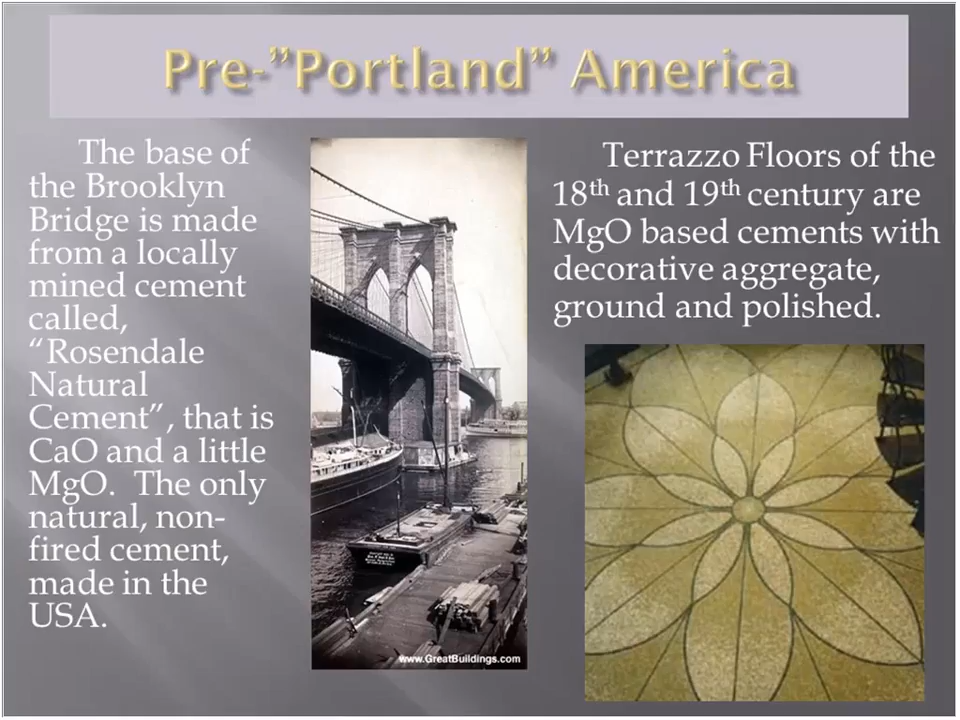 Pre-”Portland” America
The base of
the Brooklyn
Bridge is made
from a locally
mined cement
called,
“Rosendale
Natural
Cement”, that is
CaO and a little
MgO. The only
natural, non-
fired cement,
made in the
USA.
www.GreatBuildings.com
Terrazzo Floors of the
18th and 19th century are
MgO based cements with
decorative aggregate,
ground and polished.